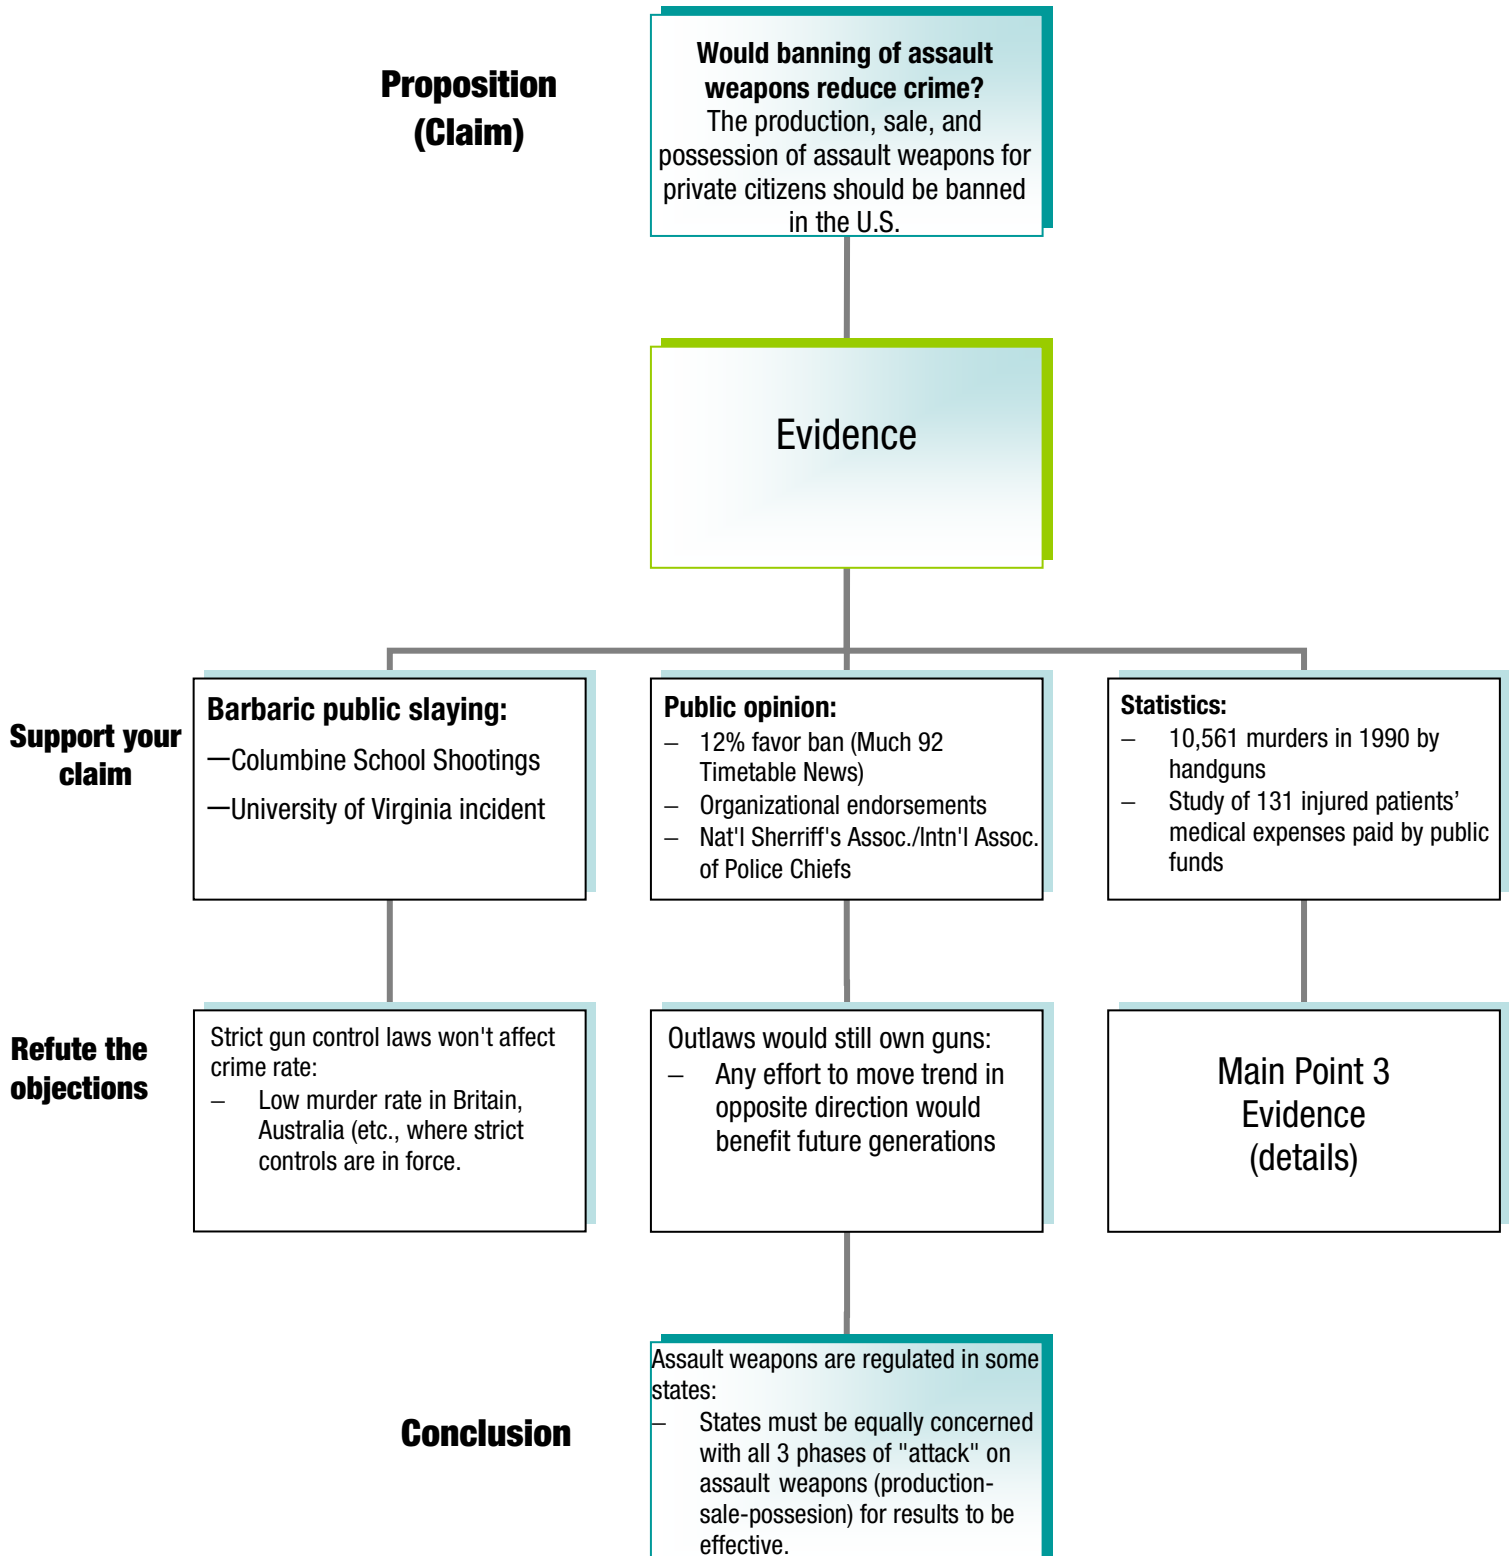 Proposition
(Claim)
Would banning of assault
weapons reduce crime?
The production, sale, and
possession of assault weapons for
private citizens should be banned
in the U.S.
Evidence
Support your
claim
Barbaric public slaying:
—Columbine School Shootings
—University of Virginia incident
Public opinion:
– 12% favor ban (Much 92
Timetable News)
– Organizational endorsements
– Nat'l Sherriff's Assoc./Intn'l Assoc.
of Police Chiefs
Statistics:
– 10,561 murders in 1990 by
handguns
– Study of 131 injured patients’
medical expenses paid by public
funds
Refute the
objections
Strict gun control laws won't affect
crime rate:
– Low murder rate in Britain,
Australia (etc., where strict
controls are in force.
Outlaws would still own guns:
– Any effort to move trend in
opposite direction would
benefit future generations
Main Point 3
Evidence
(details)
Conclusion
Assault weapons are regulated in some
states:
– States must be equally concerned
with all 3 phases of "attack" on
assault weapons (production-
sale-possesion) for results to be
effective.